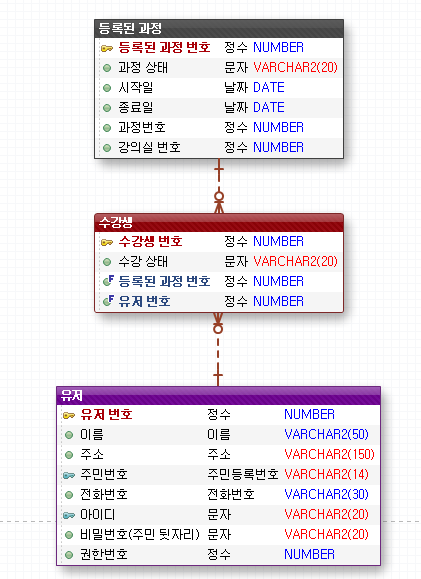 등록된 과정
등록된 과정 번호 정수 NUMBER
과정 상태 문자 VARCHAR2(20)
시작일 날짜 DATE
종료일 날짜 DATE
과정번호 정수 NUMBER
강의실 번호 정수 NUMBER
수강생
수강생 번호 정수 NUMBER
수강 상태 문자 VARCHAR2(20)
F 등록된 과정 번호 정수 NUMBER
F 유저 번호 정수 NUMBER
유저
유저 번호 정수 NUMBER
이름 이름 VARCHAR2(50)
주소 주소 VARCHAR2(150)
주민번호 주민등록번호 VARCHAR2(14)
전화번호 전화번호 VARCHAR2(30)
아이디 문자 VARCHAR2(20)
비밀번호(주민 뒷자리) 문자 VARCHAR2(20)
권한번호 정수 NUMBER